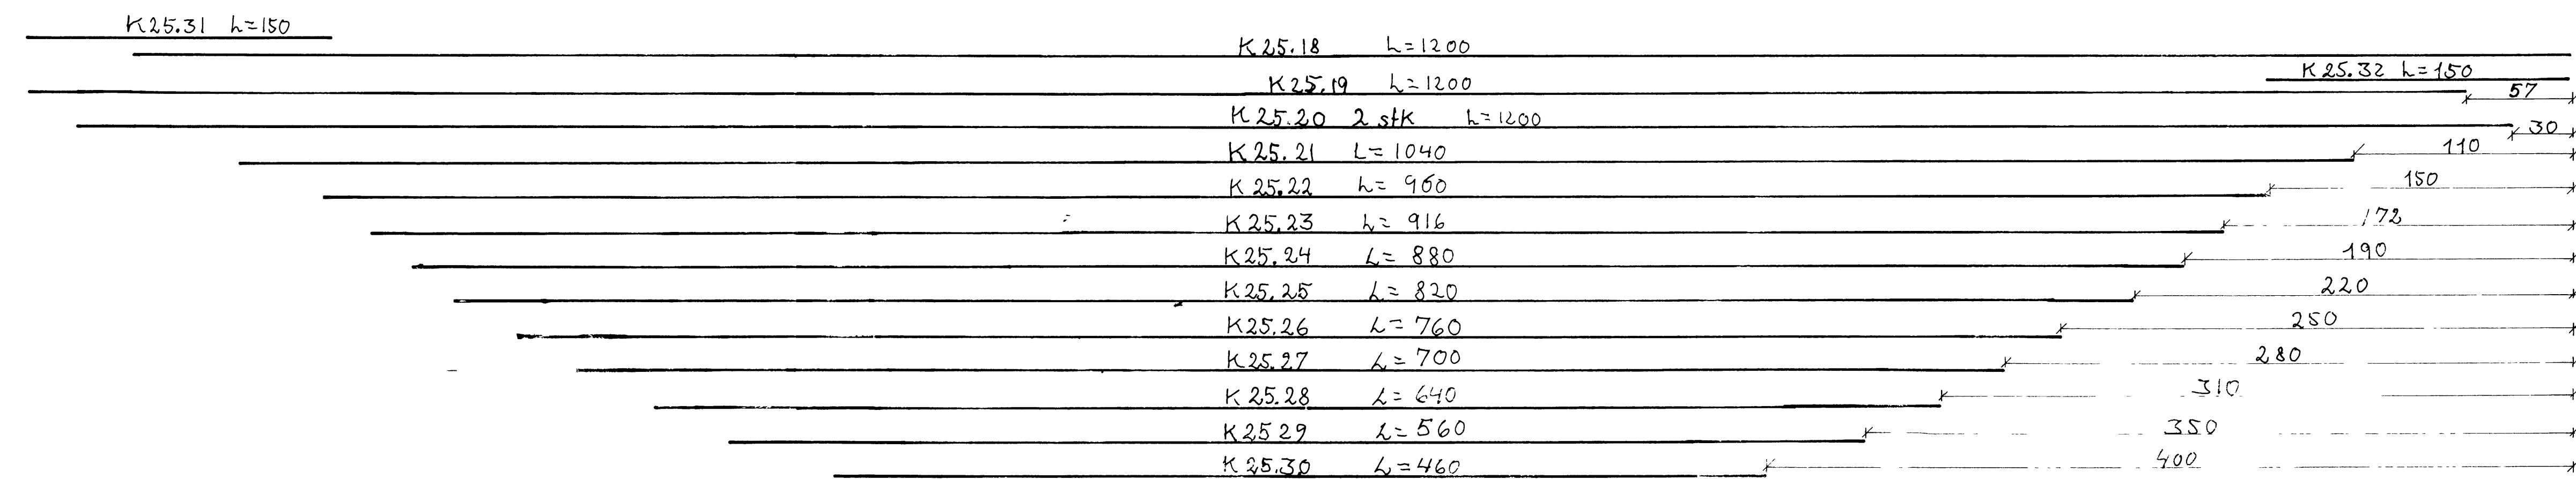 K25.31 L=150
K25.18 L=1200
K25.32 L=150
K25.19 L=1200
57
K25.20 2 stk L=1200
30
K25.21 L=1040
110
K25.22 L=960
150
K25.23 L=916
172
K25.24 L=880
190
K25.25 L=820
220
K25.26 L=760
250
K25.27 L=700
280
K25.28 L=640
310
K25 29 L=560
350
K25.30 L=460
400